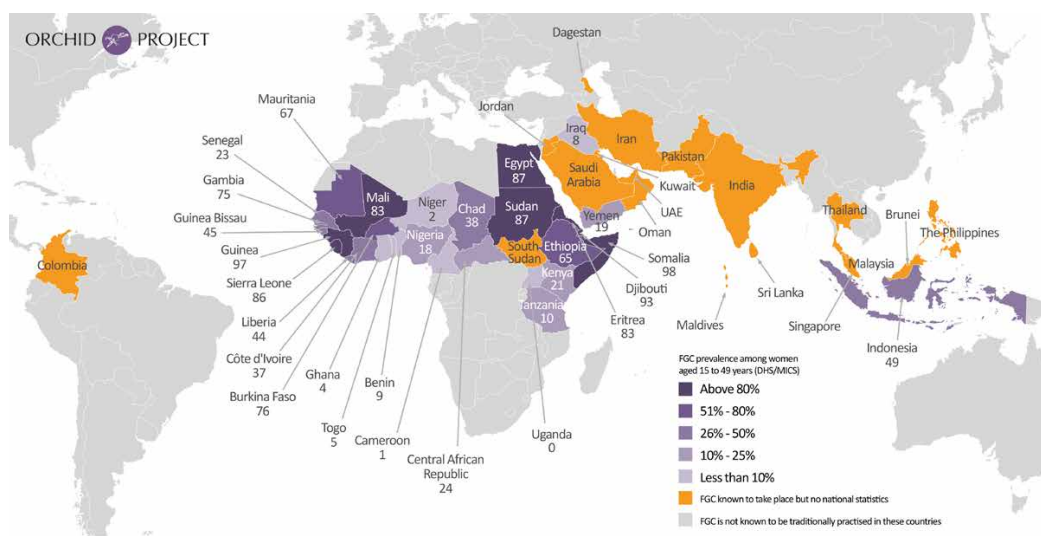 ORCHID PROJECT
Dagestan
Mauritania
67
Jordan
Senegal
23
Iraq
8
Iran
Gambia
75
Egypt
87
Pakistan
Saudi
Arabia
Kuwait
India
Guinea Bissau
45
Mali
83
Niger
2
Chad
38
Sudan
87
UAE
Thailand
Brunei
Yemen
19
Oman
The Philippines
Guinea
97
Nigeria
18
South
Sudan
Ethiopia
65
Somalia
98
Colombia
Malaysia
Kenya
21
Sierra Leone
86
Djibouti
93
Sri Lanka
Tanzania
10
Liberia
44
Eritrea
83
Maldives
Singapore
Indonesia
49
Côte d'Ivoire
37
Ghana
4
Benin
9
Burkina Faso
76
Togo
5
Cameroon
1
Uganda
0
Central African
Republic
24
FGC prevalence among women
aged 15 to 49 years (DHS/MICS)
Above 80%
51% - 80%
26% - 50%
10% - 25%
Less than 10%
FGC known to take place but no national statistics
FGC is not known to be traditionally practised in these countries